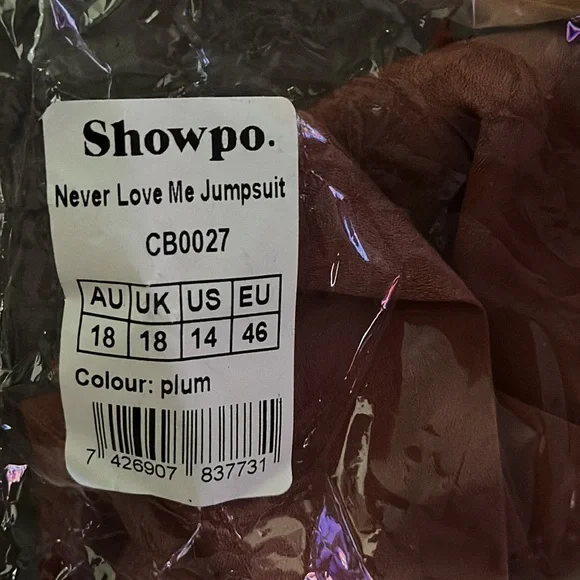 Showpo.
Never Love Me Jumpsuit
CB0027
AU UK US EU
18 18 14 46
Colour: plum
7 426907 837731